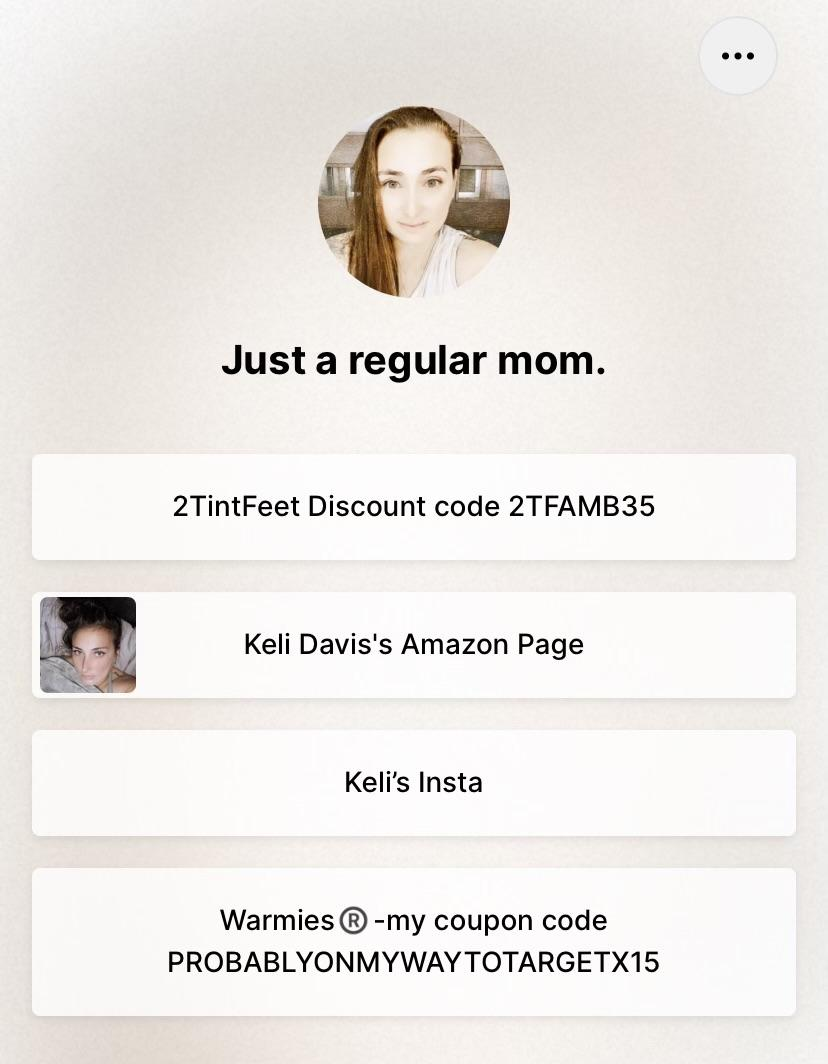 Just a regular mom.
2TintFeet Discount code 2TFAMB35
Keli Davis's Amazon Page
Keli’s Insta
Warmies®️-my coupon code
PROBABLYONMYWAYTOTARGETX15